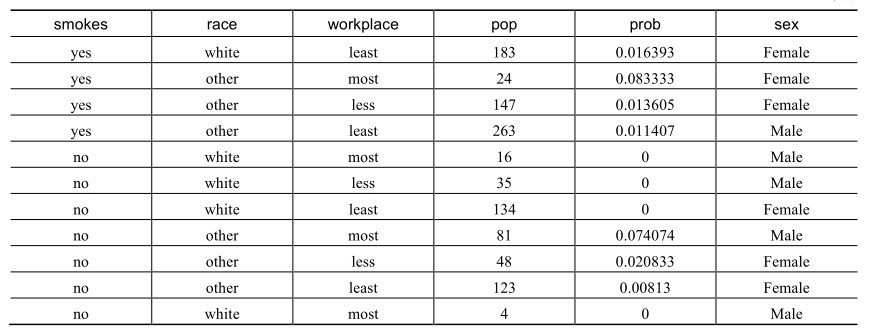 smokes race workplace pop prob sex
yes white least 183 0.016393 Female
yes other most 24 0.083333 Female
yes other less 147 0.013605 Female
yes other least 263 0.011407 Male
no white most 16 0 Male
no white less 35 0 Male
no white least 134 0 Female
no other most 81 0.074074 Male
no other less 48 0.020833 Female
no other least 123 0.00813 Female
no white most 4 0 Male